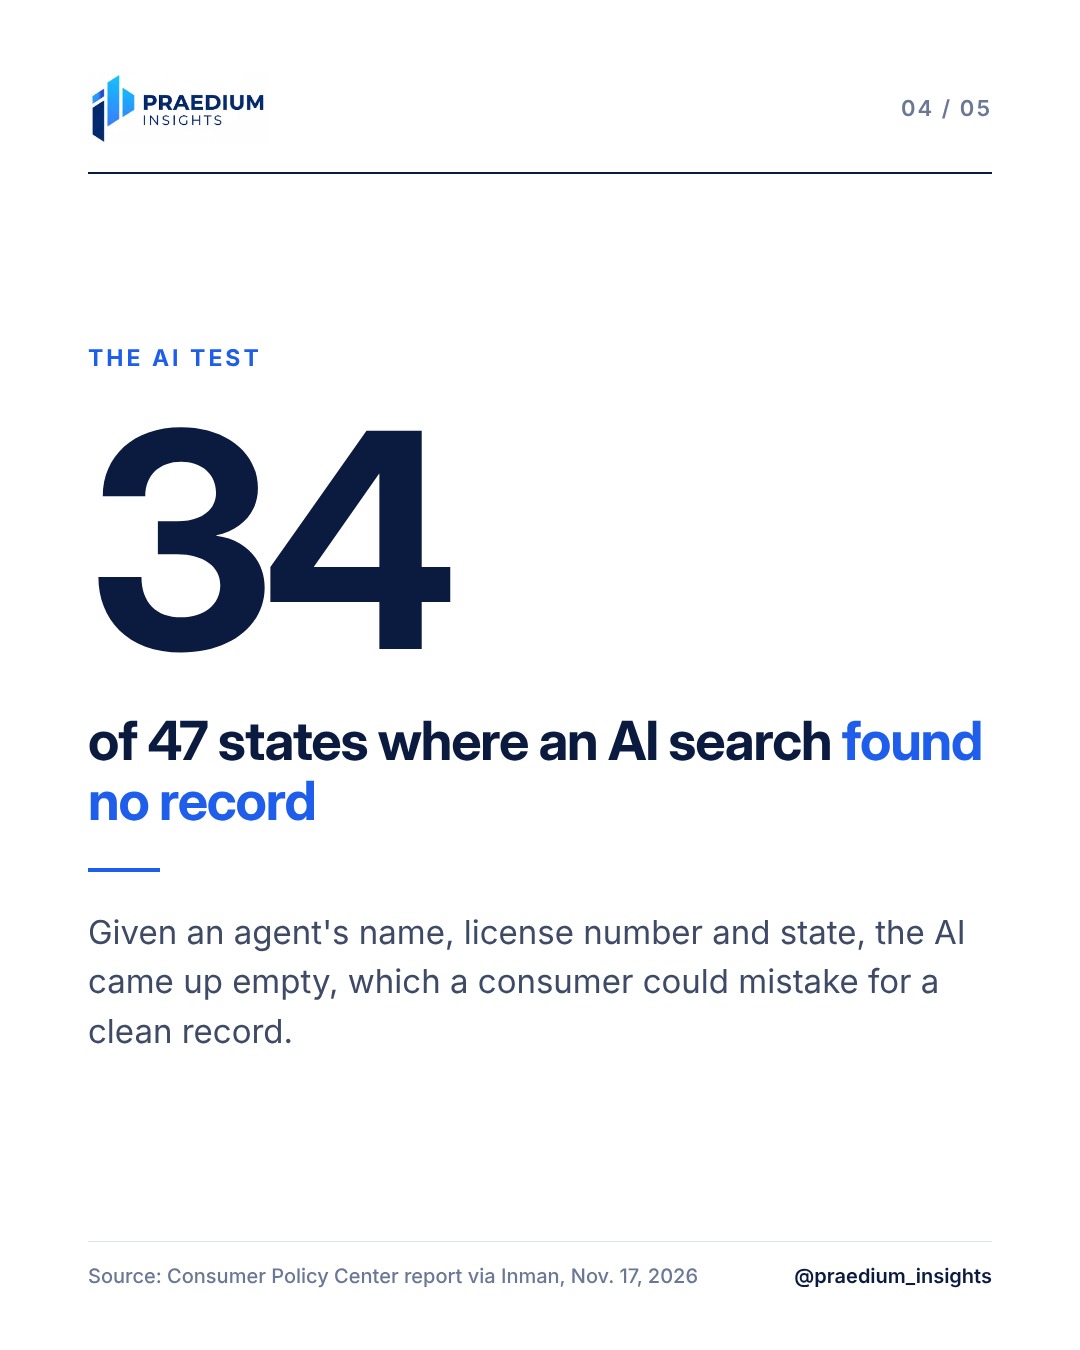 PRAEDIUM
INSIGHTS
04 / 05
THE AI TEST
34
of 47 states where an AI search found
no record
Given an agent's name, license number and state, the AI
came up empty, which a consumer could mistake for a
clean record.
Source: Consumer Policy Center report via Inman, Nov. 17, 2026
@praedium_insights